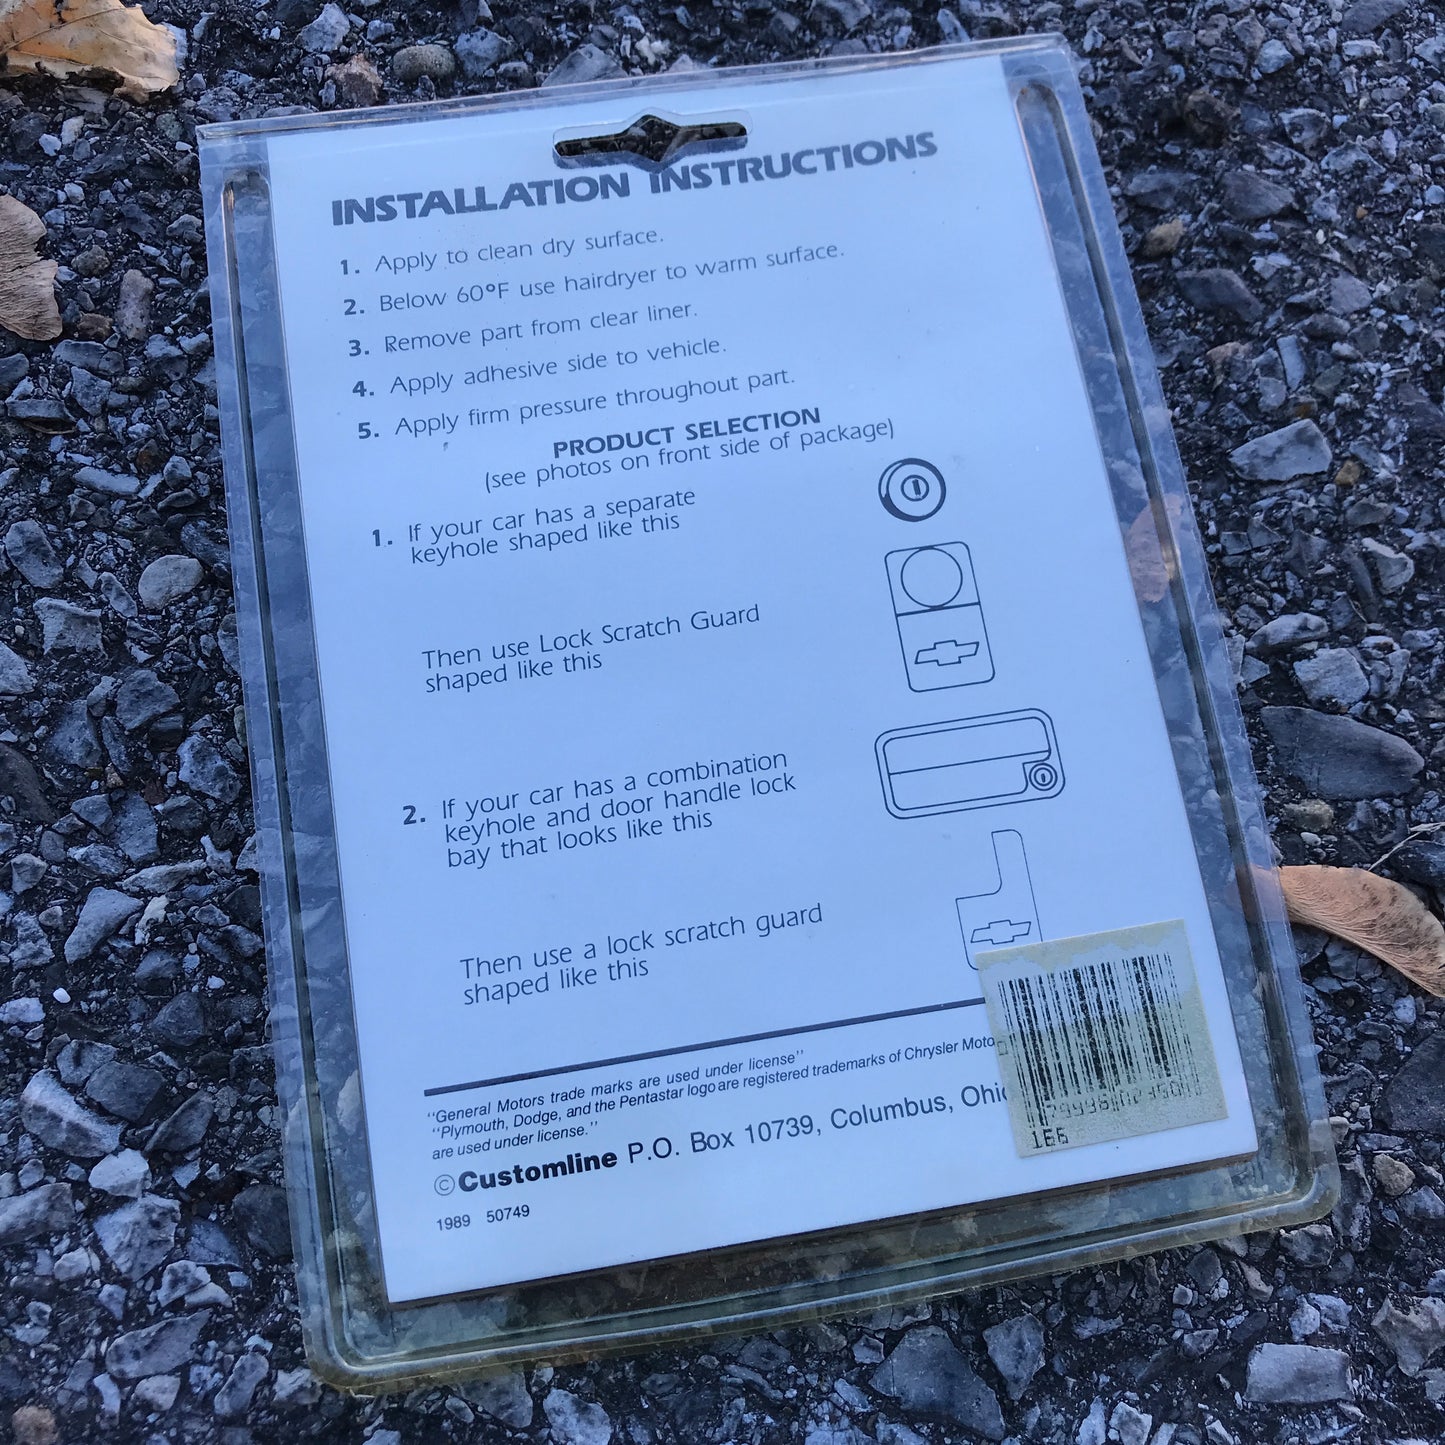 INSTALLATION INSTRUCTIONS
1. Apply to clean dry surface.
2. Below 60°F use hairdryer to warm surface.
3. Remove part from clear liner.
4. Apply adhesive side to vehicle.
5. Apply firm pressure throughout part.
PRODUCT SELECTION
(see photos on front side of package)
1. If your car has a separate
keyhole shaped like this
Then use Lock Scratch Guard
shaped like this
2. If your car has a combination
keyhole and door handle lock
bay that looks like this
Then use a lock scratch guard
shaped like this
"General Motors trade marks are used under license"
"Plymouth, Dodge, and the Pentastar logo are registered trademarks of Chrysler Moto
are used under license."
©Customline P.O. Box 10739, Columbus, Ohio
1989 50749
166